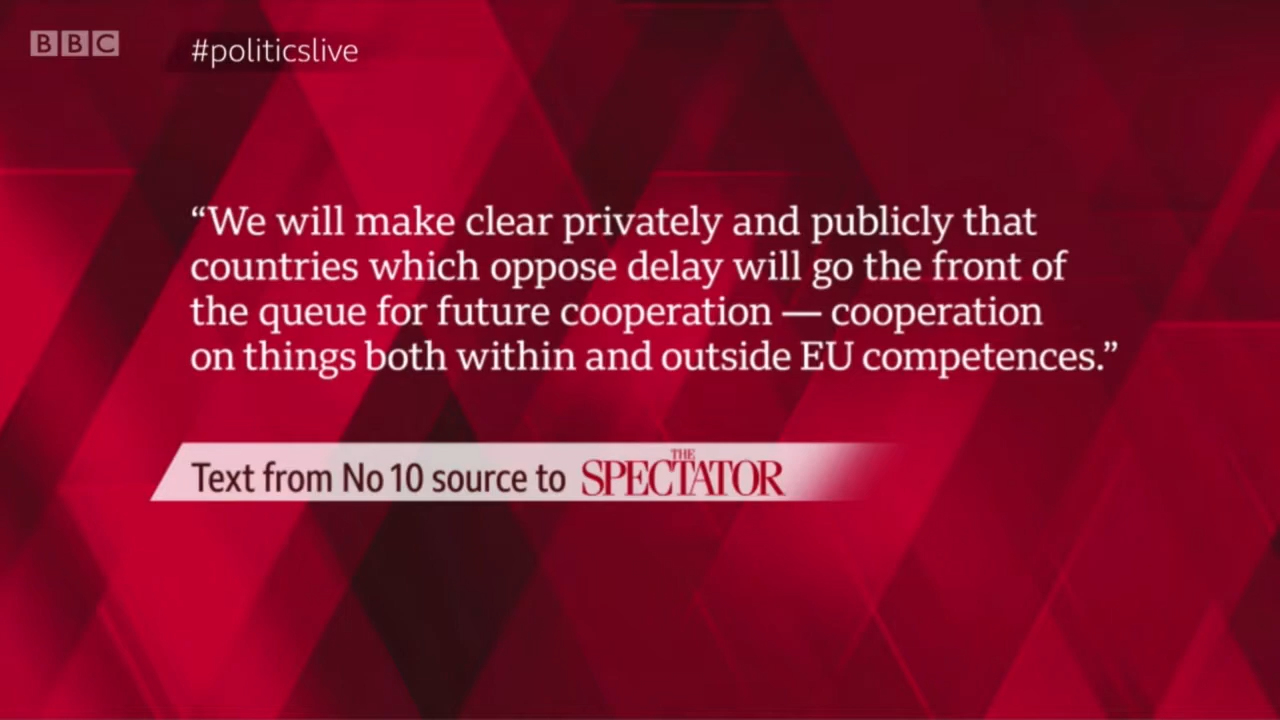 BBC
#politicslive
“We will make clear privately and publicly that
countries which oppose delay will go the front of
the queue for future cooperation — cooperation
on things both within and outside EU competences.”
Text from No 10 source to THE SPECTATOR